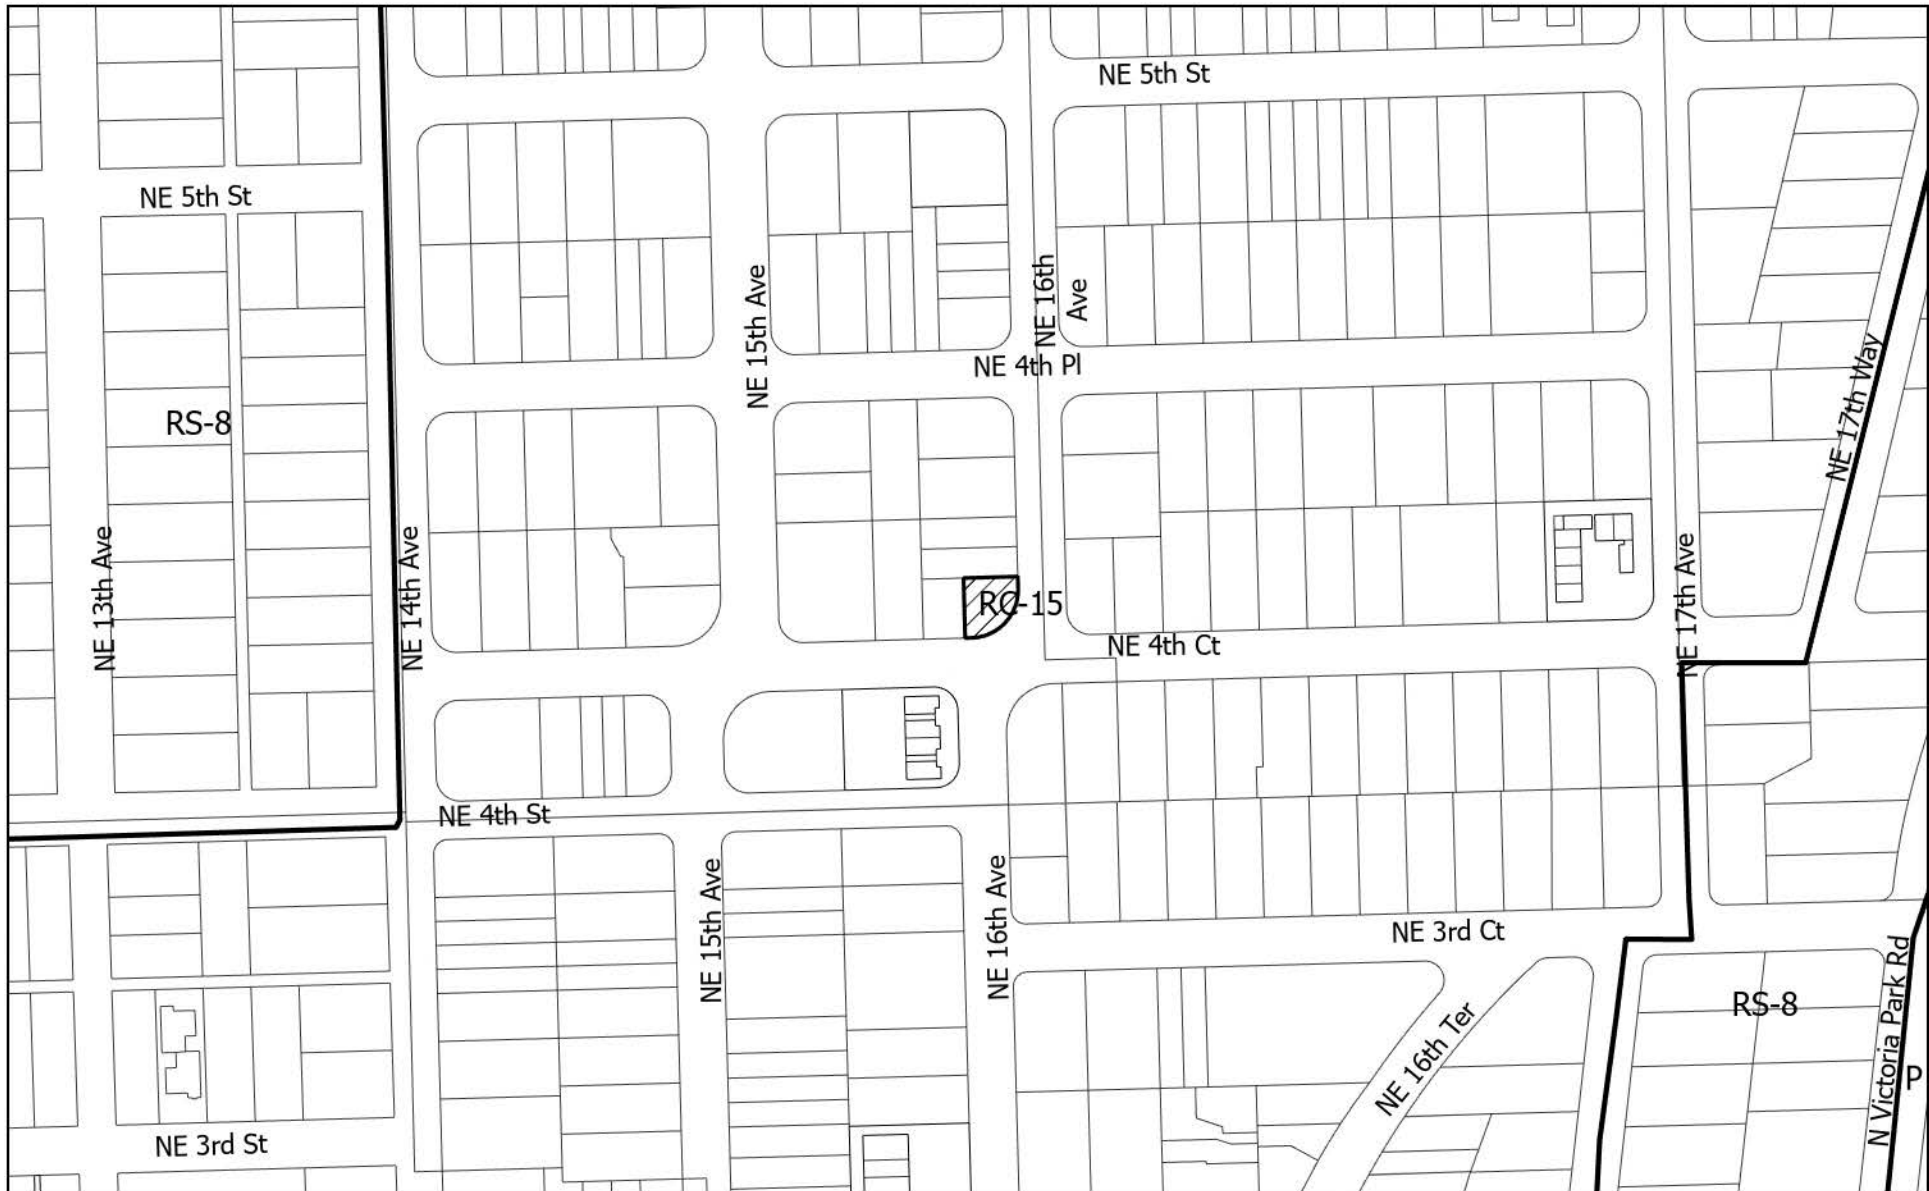 NE 5th St
NE 5th St
NE 15th Ave
NE 16th
Ave
NE 4th Pl
NE 17th Way
RS-8
NE 13th Ave
NE 14th Ave
RC-15
NE 17th Ave
NE 4th Ct
NE 4th St
NE 15th Ave
NE 16th Ave
NE 3rd Ct
RS-8
N Victoria Park Rd
NE 16th Ter
P
NE 3rd St